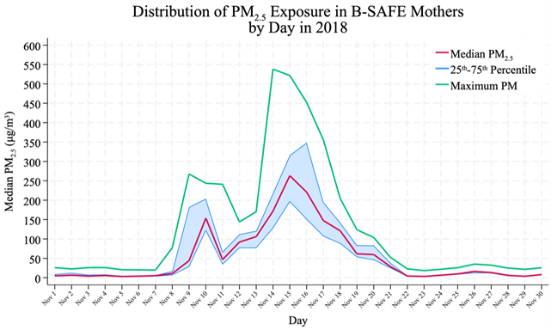 Distribution of PM2.5 Exposure in B-SAFE Mothers
by Day in 2018
Median PM2.5
25th-75th Percentile
Maximum PM
Median PM2.5 (μg/m³)
600
550
500
450
400
350
300
250
200
150
100
50
0
Nov 1
Nov 2
Nov 3
Nov 4
Nov 5
Nov 6
Nov 7
Nov 8
Nov 9
Nov 10
Nov 11
Nov 12
Nov 13
Nov 14
Nov 15
Nov 16
Nov 17
Nov 18
Nov 19
Nov 20
Nov 21
Nov 22
Nov 23
Nov 24
Nov 25
Nov 26
Nov 27
Nov 28
Nov 29
Nov 30
Day